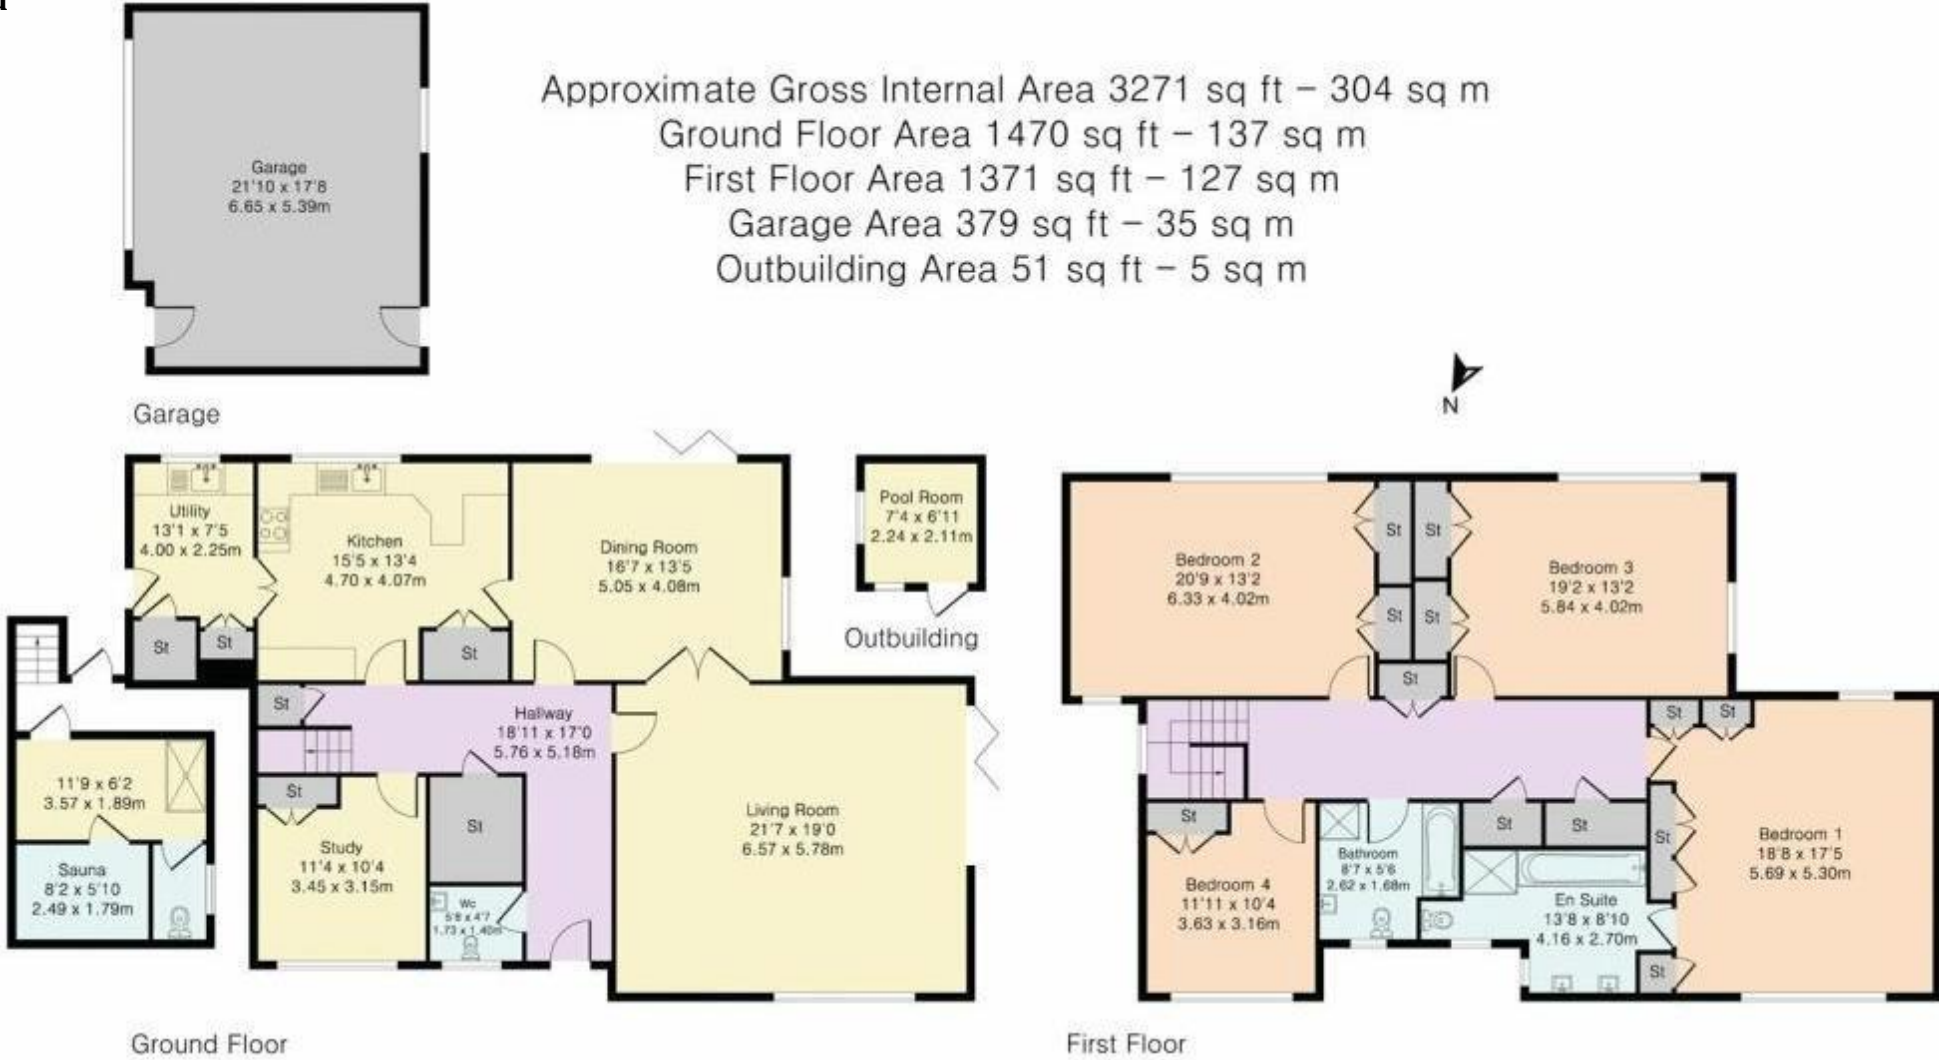 Approximate Gross Internal Area 3271 sq ft – 304 sq m
Ground Floor Area 1470 sq ft – 137 sq m
First Floor Area 1371 sq ft – 127 sq m
Garage Area 379 sq ft – 35 sq m
Outbuilding Area 51 sq ft – 5 sq m
Garage
21'10 x 17'8
6.65 x 5.39m
Garage
N
Utility
13'1 x 7'5
4.00 x 2.25m
Kitchen
15'5 x 13'4
4.70 x 4.07m
Dining Room
16'7 x 13'5
5.05 x 4.08m
St
St
St
Pool Room
7'4 x 6'11
2.24 x 2.11m
Outbuilding
St
Hallway
18'11 x 17'0
5.76 x 5.18m
11'9 x 6'2
3.57 x 1.89m
Sauna
8'2 x 5'10
2.49 x 1.79m
St
Study
11'4 x 10'4
3.45 x 3.15m
St
Wc
5'8 x 4'7
1.73 x 1.40m
Living Room
21'7 x 19'0
6.57 x 5.78m
Ground Floor
Bedroom 2
20'9 x 13'2
6.33 x 4.02m
St
St
St
St
St
Bedroom 3
19'2 x 13'2
5.84 x 4.02m
St
St
St
Bedroom 4
11'11 x 10'4
3.63 x 3.16m
Bathroom
8'7 x 5'6
2.62 x 1.68m
St
St
St
En Suite
13'8 x 8'10
4.16 x 2.70m
St
Bedroom 1
18'8 x 17'5
5.69 x 5.30m
First Floor